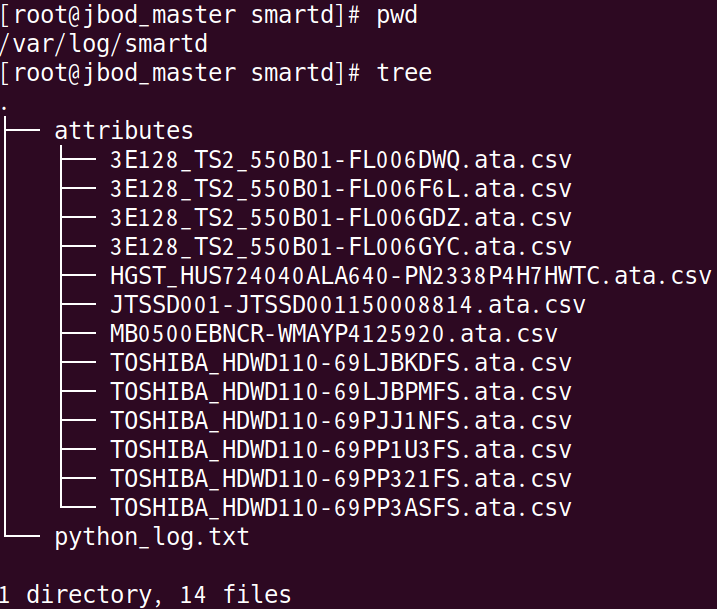 [root@jbod_master smartd]# pwd
/var/log/smartd
[root@jbod_master smartd]# tree
.
├── attributes
│   ├── 3E128_TS2_550B01-FL006DWQ.ata.csv
│   ├── 3E128_TS2_550B01-FL006F6L.ata.csv
│   ├── 3E128_TS2_550B01-FL006GDZ.ata.csv
│   ├── 3E128_TS2_550B01-FL006GYC.ata.csv
│   ├── HGST_HUS724040ALA640-PN2338P4H7HWTC.ata.csv
│   ├── JTSSD001-JTSSD001150008814.ata.csv
│   ├── MB0500EBNCR-WMAYP4125920.ata.csv
│   ├── TOSHIBA_HDWD110-69LJBKDFS.ata.csv
│   ├── TOSHIBA_HDWD110-69LJBPMFS.ata.csv
│   ├── TOSHIBA_HDWD110-69PJJ1NFS.ata.csv
│   ├── TOSHIBA_HDWD110-69PP1U3FS.ata.csv
│   ├── TOSHIBA_HDWD110-69PP321FS.ata.csv
│   └── TOSHIBA_HDWD110-69PP3ASFS.ata.csv
└── python_log.txt
1 directory, 14 files